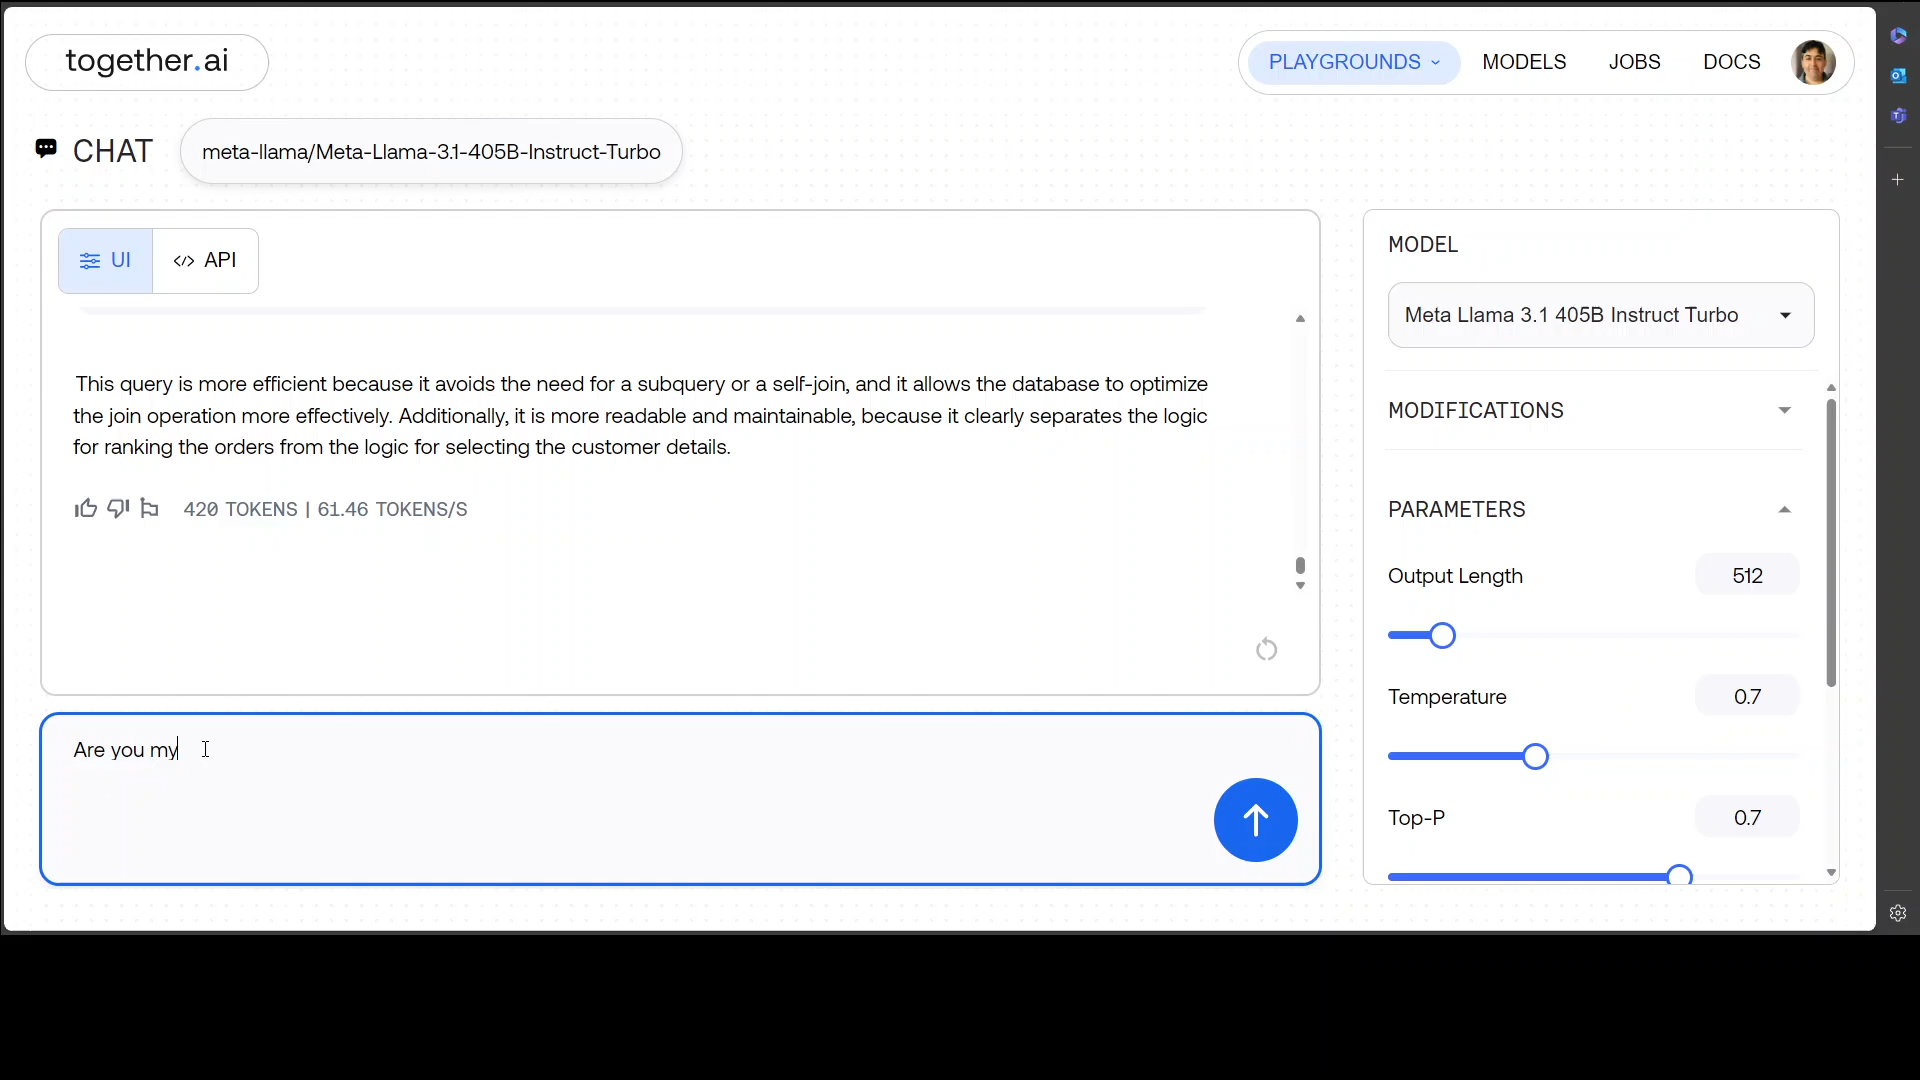 together.ai
PLAYGROUNDS MODELS JOBS DOCS
CHAT meta-llama/Meta-Llama-3.1-405B-Instruct-Turbo
UI API
This query is more efficient because it avoids the need for a subquery or a self-join, and it allows the database to optimize
the join operation more effectively. Additionally, it is more readable and maintainable, because it clearly separates the logic
for ranking the orders from the logic for selecting the customer details.
420 TOKENS | 61.46 TOKENS/S
Are you my
MODEL
Meta Llama 3.1 405B Instruct Turbo
MODIFICATIONS
PARAMETERS
Output Length 512
Temperature 0.7
Top-P 0.7